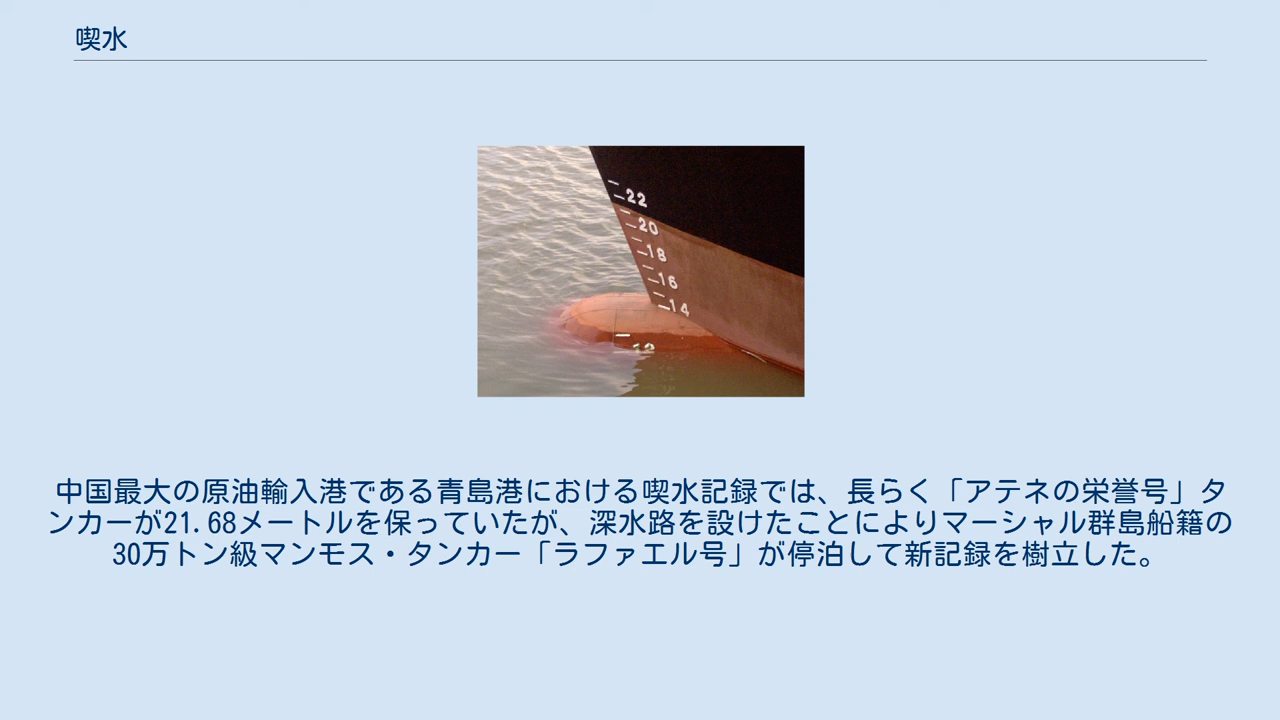 喫水
22
20
18
16
14
12
中国最大の原油輸入港である青島港における喫水記録では、長らく「アテネの栄誉号」タ
ンカーが21.68メートルを保っていたが、深水路を設けたことによりマーシャル群島船籍の
30万トン級マンモス・タンカー「ラファエル号」が停泊して新記録を樹立した。